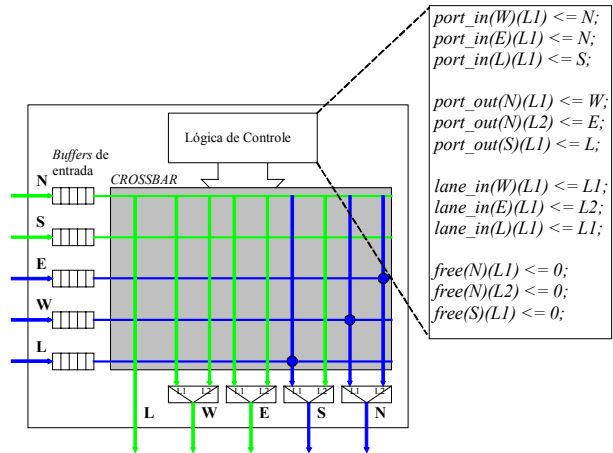 port_in(W)(L1) <= N;
port_in(E)(L1) <= N;
port_in(L)(L1) <= S;
port_out(N)(L1) <= W;
port_out(N)(L2) <= E;
port_out(S)(L1) <= L;
lane_in(W)(L1) <= L1;
lane_in(E)(L1) <= L2;
lane_in(L)(L1) <= L1;
free(N)(L1) <= 0;
free(N)(L2) <= 0;
free(S)(L1) <= 0;
Lógica de Controle
Buffers de
entrada
CROSSBAR
N
S
E
W
L
L1 L2 L1 L2 L1 L2 L1 L2
L W E S N